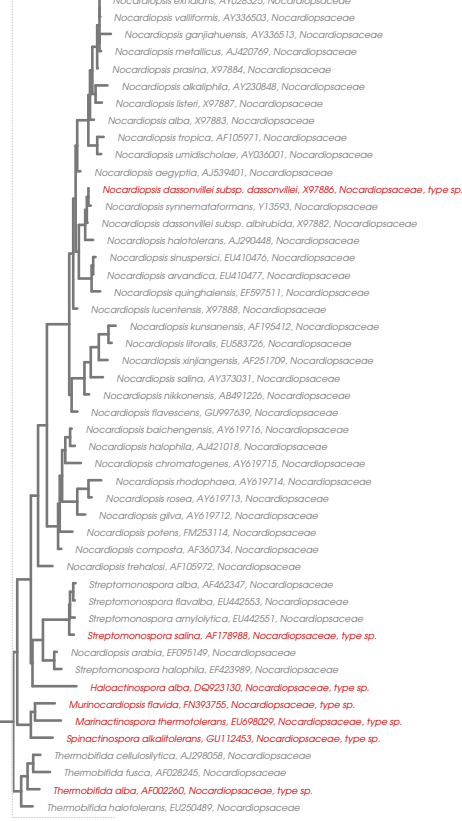 Nocardiopsis exhalans, AY028325, Nocardiopsaceae
Nocardiopsis valliformis, AY336503, Nocardiopsaceae
Nocardiopsis ganjiahuensis, AY336513, Nocardiopsaceae
Nocardiopsis metallicus, AJ420769, Nocardiopsaceae
Nocardiopsis prasina, X97884, Nocardiopsaceae
Nocardiopsis alkaliphila, AY230848, Nocardiopsaceae
Nocardiopsis listeri, X97887, Nocardiopsaceae
Nocardiopsis alba, X97883, Nocardiopsaceae
Nocardiopsis tropica, AF105971, Nocardiopsaceae
Nocardiopsis umidischolae, AY036001, Nocardiopsaceae
Nocardiopsis aegyptia, AJ539401, Nocardiopsaceae
Nocardiopsis dassonvillei subsp. dassonvillei, X97886, Nocardiopsaceae, type sp.
Nocardiopsis synnemataformans, Y13593, Nocardiopsaceae
Nocardiopsis dassonvillei subsp. albirubida, X97882, Nocardiopsaceae
Nocardiopsis halotolerans, AJ290448, Nocardiopsaceae
Nocardiopsis sinuspersici, EU410476, Nocardiopsaceae
Nocardiopsis arvandica, EU410477, Nocardiopsaceae
Nocardiopsis quinghaiensis, EF597511, Nocardiopsaceae
Nocardiopsis lucentensis, X97888, Nocardiopsaceae
Nocardiopsis kunsanensis, AF195412, Nocardiopsaceae
Nocardiopsis litoralis, EU583726, Nocardiopsaceae
Nocardiopsis xinjiangensis, AF251709, Nocardiopsaceae
Nocardiopsis salina, AY373031, Nocardiopsaceae
Nocardiopsis nikkonensis, AB491226, Nocardiopsaceae
Nocardiopsis flavescens, GU997639, Nocardiopsaceae
Nocardiopsis baichengensis, AY619716, Nocardiopsaceae
Nocardiopsis halophila, AJ421018, Nocardiopsaceae
Nocardiopsis chromatogenes, AY619715, Nocardiopsaceae
Nocardiopsis rhodophaea, AY619714, Nocardiopsaceae
Nocardiopsis rosea, AY619713, Nocardiopsaceae
Nocardiopsis gilva, AY619712, Nocardiopsaceae
Nocardiopsis potens, FM253114, Nocardiopsaceae
Nocardiopsis composta, AF360734, Nocardiopsaceae
Nocardiopsis trehalosi, AF105972, Nocardiopsaceae
Streptomonospora alba, AF462347, Nocardiopsaceae
Streptomonospora flavalba, EU442553, Nocardiopsaceae
Streptomonospora amylolytica, EU442551, Nocardiopsaceae
Streptomonospora salina, AF178988, Nocardiopsaceae, type sp.
Nocardiopsis arabia, EF095149, Nocardiopsaceae
Streptomonospora halophila, EF423989, Nocardiopsaceae
Haloactinospora alba, DQ923130, Nocardiopsaceae, type sp.
Murinocardiopsis flavida, FN393755, Nocardiopsaceae, type sp.
Marinactinospora thermotolerans, EU698029, Nocardiopsaceae, type sp.
Spinactinospora alkalitolerans, GU112453, Nocardiopsaceae, type sp.
Thermobifida cellulosilytica, AJ298058, Nocardiopsaceae
Thermobifida fusca, AF028245, Nocardiopsaceae
Thermobifida alba, AF002260, Nocardiopsaceae, type sp.
Thermobifida halotolerans, EU250489, Nocardiopsaceae